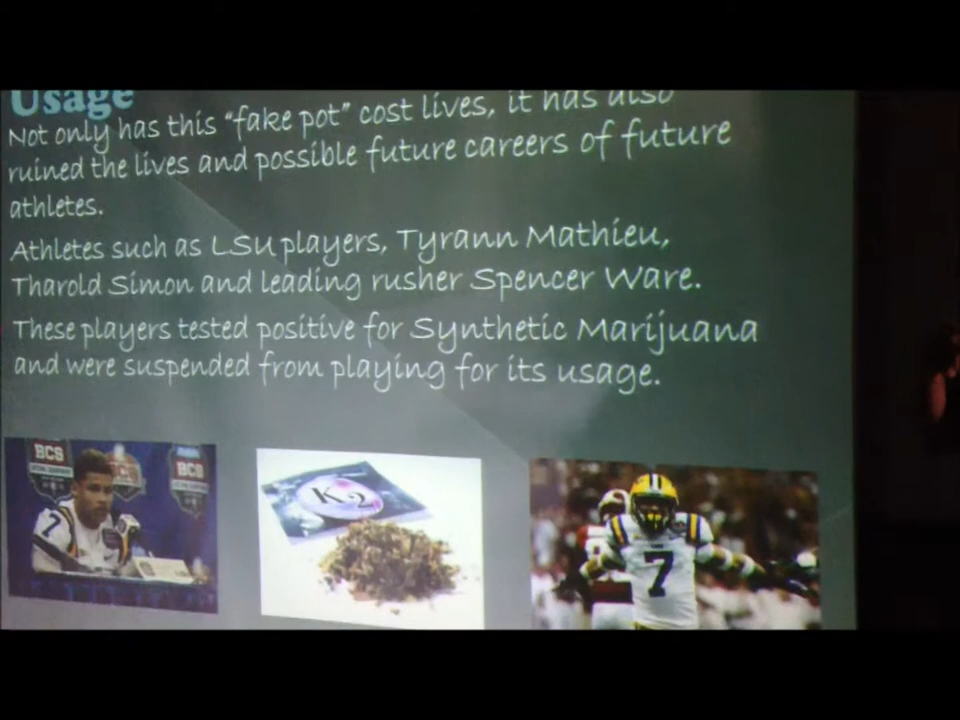 Usage
Not only has this "fake pot" cost lives, it has also
ruined the lives and possible future careers of future
athletes.
Athletes such as LSU players, Tyrann Mathieu,
Tharold Simon and leading rusher Spencer Ware.
These players tested positive for Synthetic Marijuana
and were suspended from playing for its usage.
BCS
BCS
BCS
7
K2
7